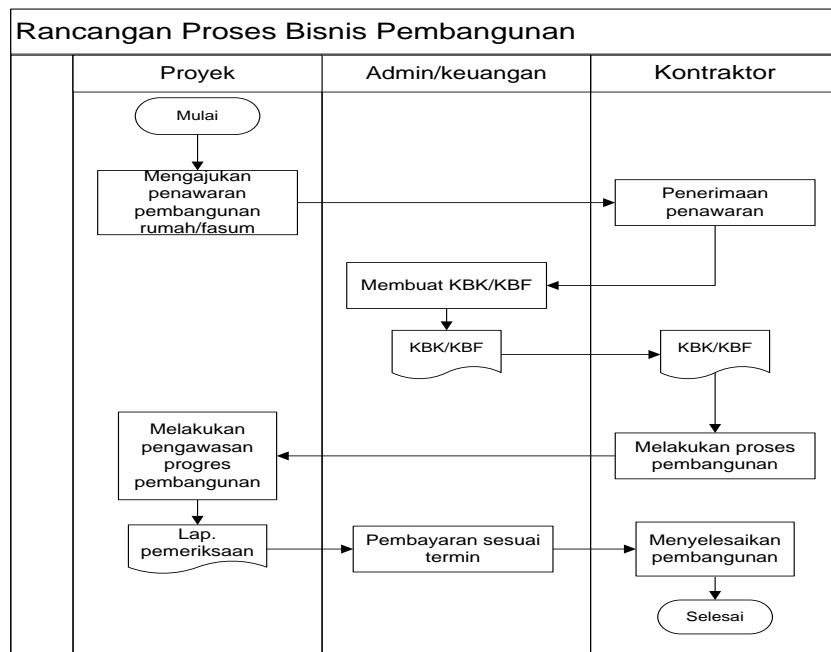 Rancangan Proses Bisnis Pembangunan
Proyek
Admin/keuangan
Kontraktor
Mulai
Mengajukan
penawaran
pembangunan
rumah/fasum
Penerimaan
penawaran
Membuat KBK/KBF
KBK/KBF
KBK/KBF
Melakukan
pengawasan
progres
pembangunan
Melakukan proses
pembangunan
Lap.
pemeriksaan
Pembayaran sesuai
termin
Menyelesaikan
pembangunan
Selesai